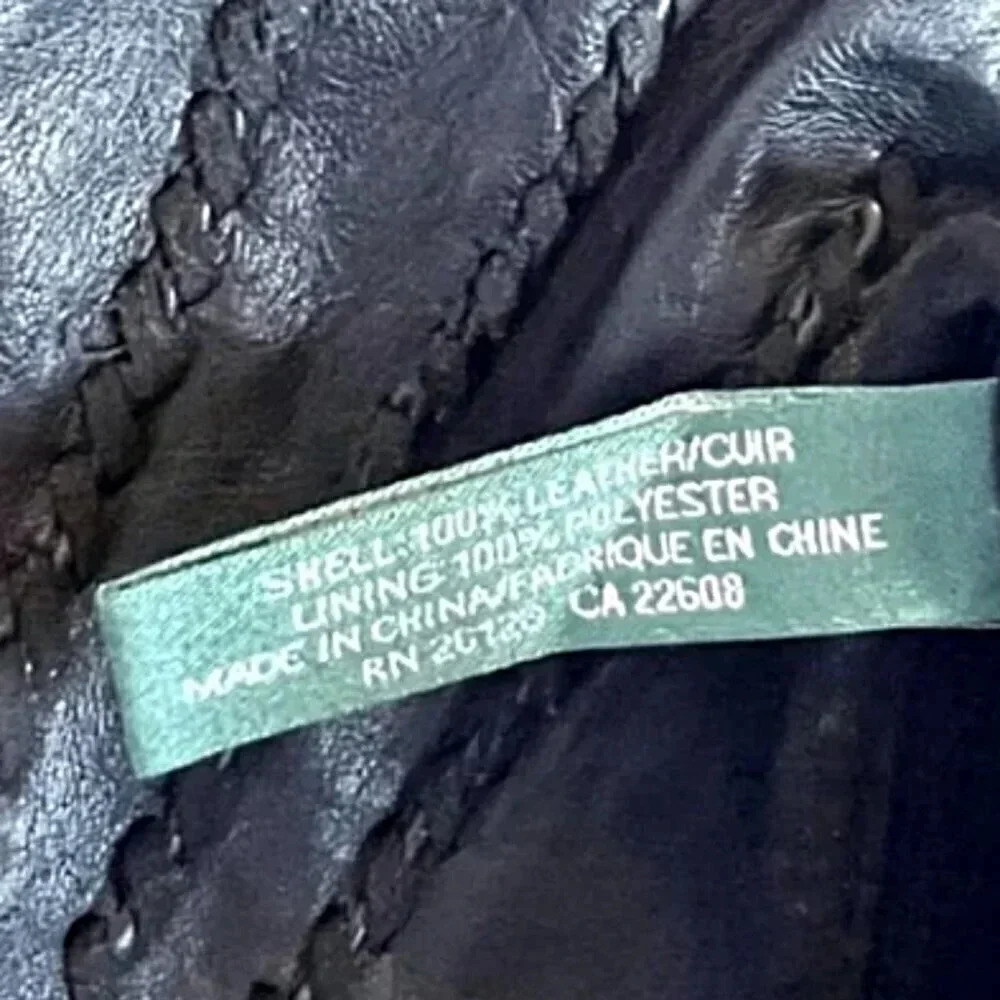 SHELL: 100% LEATHER/CUIR
LINING 100% POLYESTER
MADE IN CHINA/FABRIQUE EN CHINE
RN CA 22608